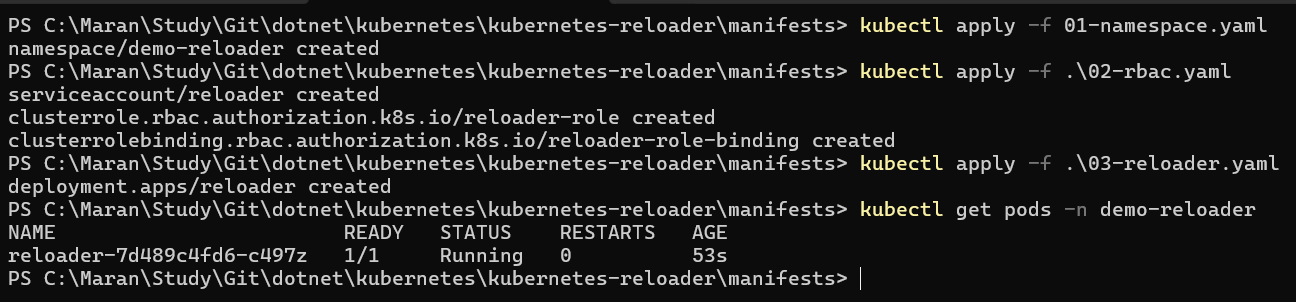 PS C:\Maran\Study\Git\dotnet\kubernetes\kubernetes-reloader\manifests> kubectl apply -f 01-namespace.yaml
namespace/demo-reloader created
PS C:\Maran\Study\Git\dotnet\kubernetes\kubernetes-reloader\manifests> kubectl apply -f .\02-rbac.yaml
serviceaccount/reloader created
clusterrole.rbac.authorization.k8s.io/reloader-role created
clusterrolebinding.rbac.authorization.k8s.io/reloader-role-binding created
PS C:\Maran\Study\Git\dotnet\kubernetes\kubernetes-reloader\manifests> kubectl apply -f .\03-reloader.yaml
deployment.apps/reloader created
PS C:\Maran\Study\Git\dotnet\kubernetes\kubernetes-reloader\manifests> kubectl get pods -n demo-reloader
NAME                        READY   STATUS    RESTARTS   AGE
reloader-7d489c4fd6-c497z   1/1     Running   0          53s
PS C:\Maran\Study\Git\dotnet\kubernetes\kubernetes-reloader\manifests>